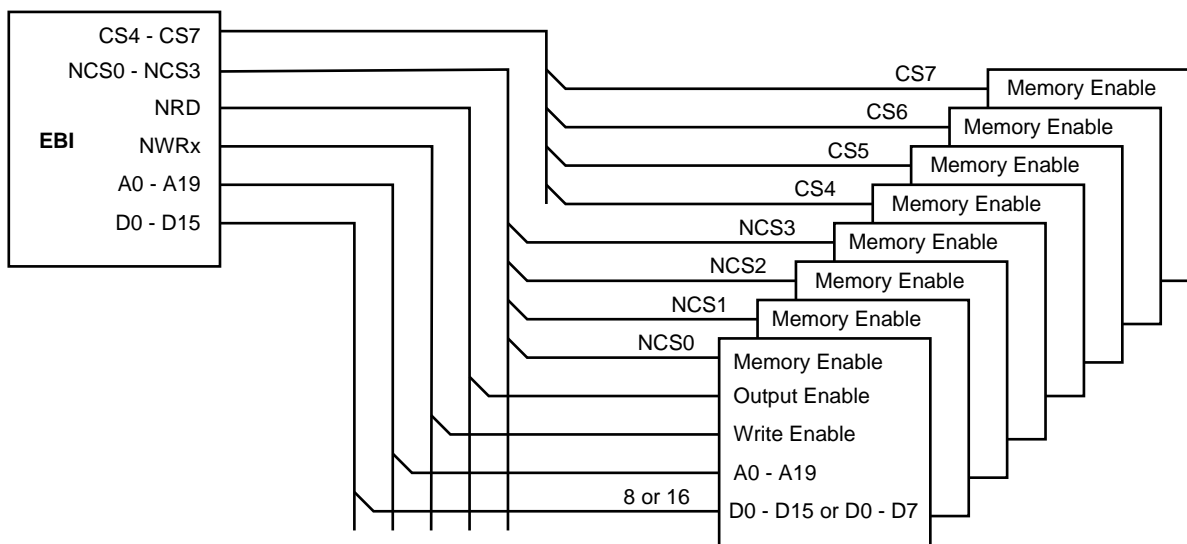 CS4 - CS7
NCS0 - NCS3
NRD
EBI
NWRx
A0 - A19
D0 - D15
CS7
Memory Enable
CS6
Memory Enable
CS5
Memory Enable
CS4
Memory Enable
NCS3
Memory Enable
NCS2
Memory Enable
NCS1
Memory Enable
NCS0
Memory Enable
Output Enable
Write Enable
A0 - A19
8 or 16
D0 - D15 or D0 - D7